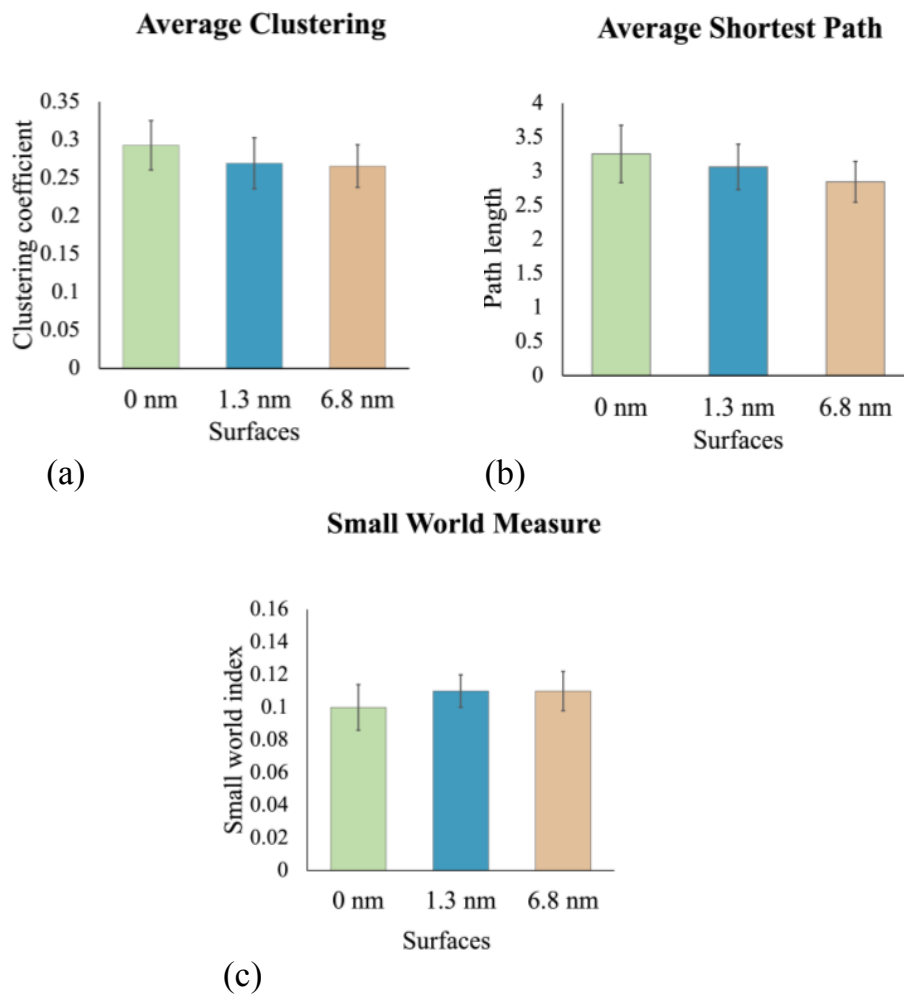 Average Clustering
Clustering coefficient
0.35
0.3
0.25
0.2
0.15
0.1
0.05
0
0 nm 1.3 nm 6.8 nm
Surfaces
(a)
Average Shortest Path
Path length
4
3.5
3
2.5
2
1.5
1
0.5
0
0 nm 1.3 nm 6.8 nm
Surfaces
(b)
Small World Measure
Small world index
0.16
0.14
0.12
0.1
0.08
0.06
0.04
0.02
0
0 nm 1.3 nm 6.8 nm
Surfaces
(c)